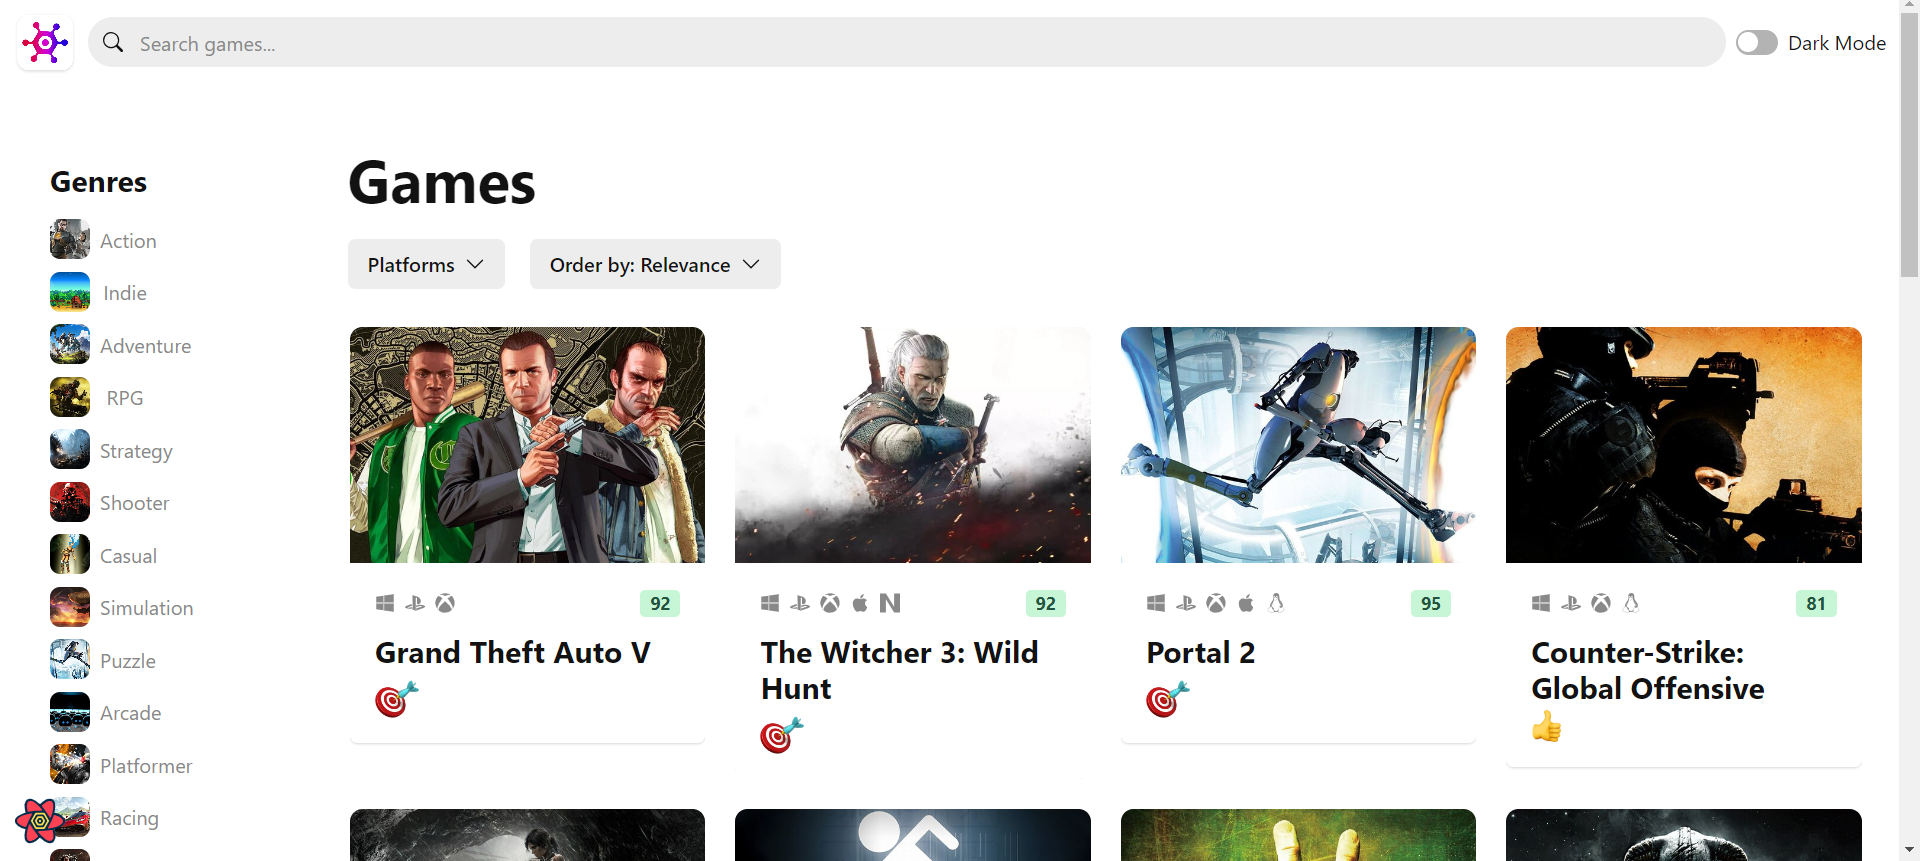 Search games...
Dark Mode
Genres
Action
Indie
Adventure
RPG
Strategy
Shooter
Casual
Simulation
Puzzle
Arcade
Platformer
Racing
Games
Platforms
Order by: Relevance
92
Grand Theft Auto V
92
The Witcher 3: Wild
Hunt
95
Portal 2
81
Counter-Strike:
Global Offensive